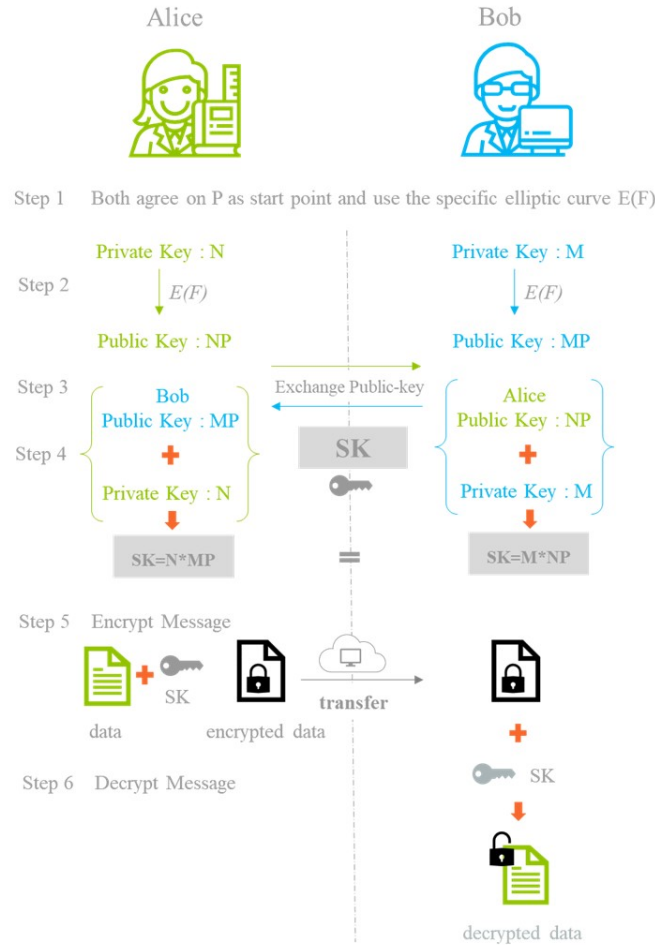 Alice
Bob
Step 1 Both agree on P as start point and use the specific elliptic curve E(F)
Private Key : N
Private Key : M
Step 2
E(F)
E(F)
Public Key : NP
Public Key : MP
Step 3
Exchange Public-key
Bob
Public Key : MP
Alice
Public Key : NP
Step 4
SK
Private Key : N
Private Key : M
SK=N*MP
SK=M*NP
Step 5 Encrypt Message
SK
transfer
data
encrypted data
Step 6 Decrypt Message
SK
decrypted data